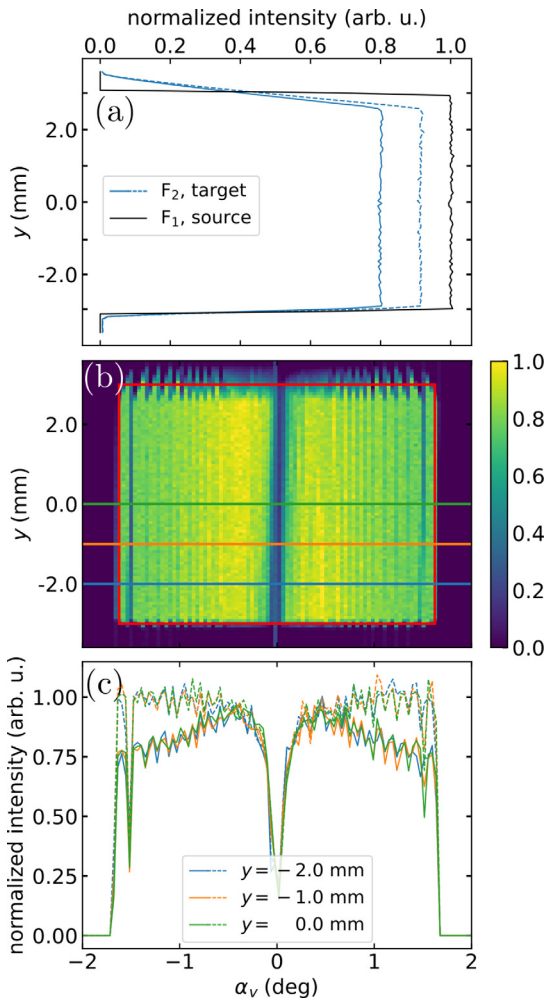 normalized intensity (arb. u.)
0.0 0.2 0.4 0.6 0.8 1.0
(a)
2.0
0.0
-2.0
y (mm)
F₂, target
F₁, source
(b)
2.0
0.0
-2.0
y (mm)
1.0
0.8
0.6
0.4
0.2
0.0
(c)
1.00
0.75
0.50
0.25
0.00
normalized intensity (arb. u.)
y = −2.0 mm
y = −1.0 mm
y = 0.0 mm
−2 −1 0 1 2
αᵥ (deg)